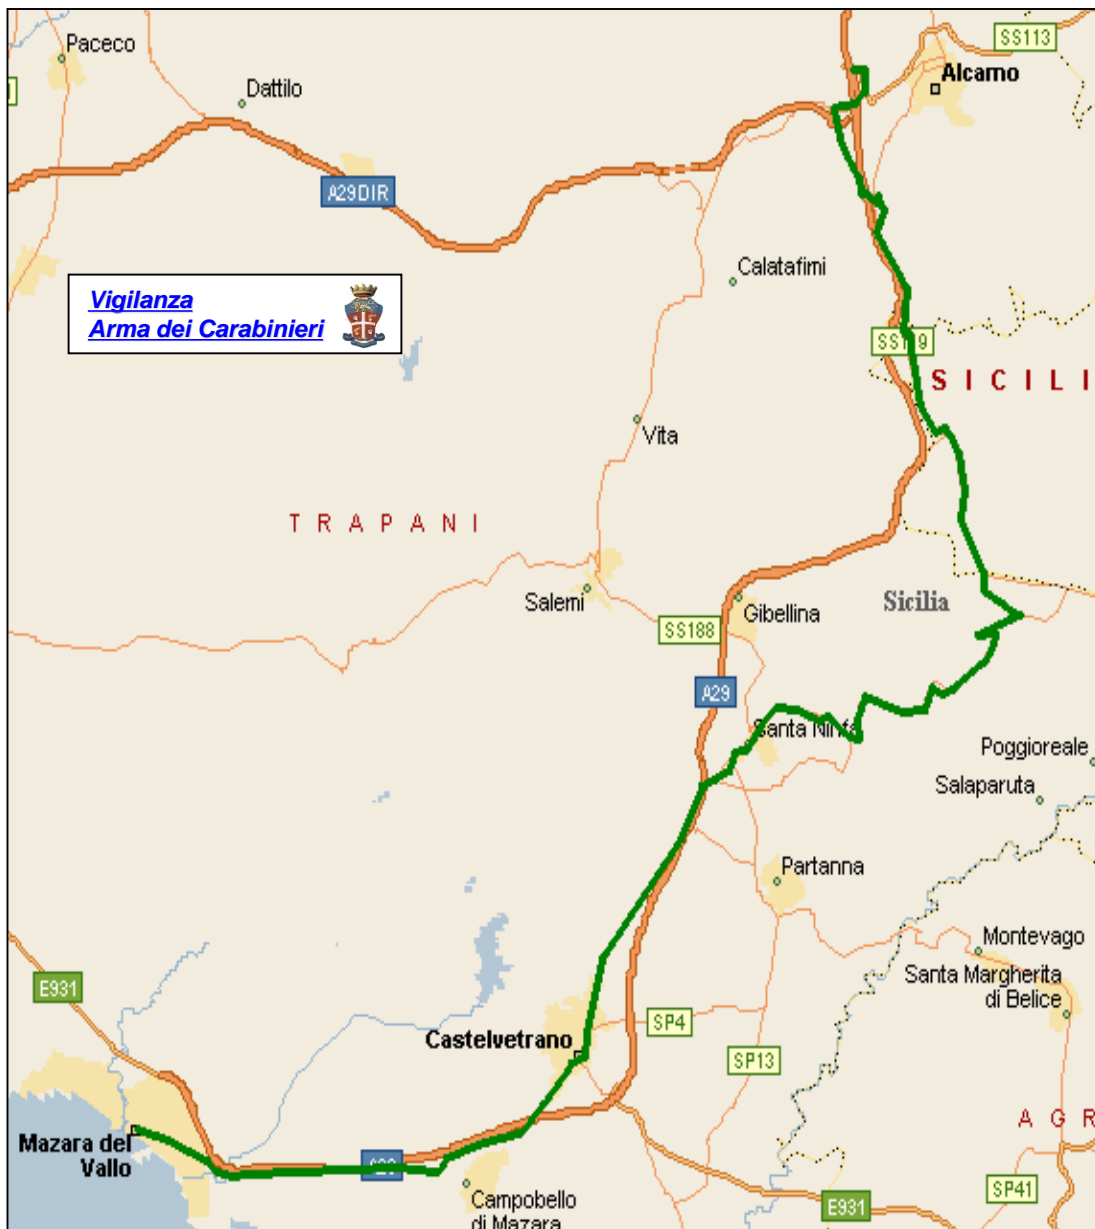 SS113
Paceco
Alcamo
Dattilo
A29DIR
Calatafimi
Vigilanza
Arma dei Carabinieri
SICILI
Vita
TRAPANI
Salemi
Sicilia
Gibellina
SS188
A29
Santa Ninfa
Poggioreale
Salaparuta
Partanna
Montevago
Santa Margherita
di Belice
E931
SP4
Castelvetrano
SP13
AGR
Mazara del
Vallo
SP41
Campobello
di Mazara
E931